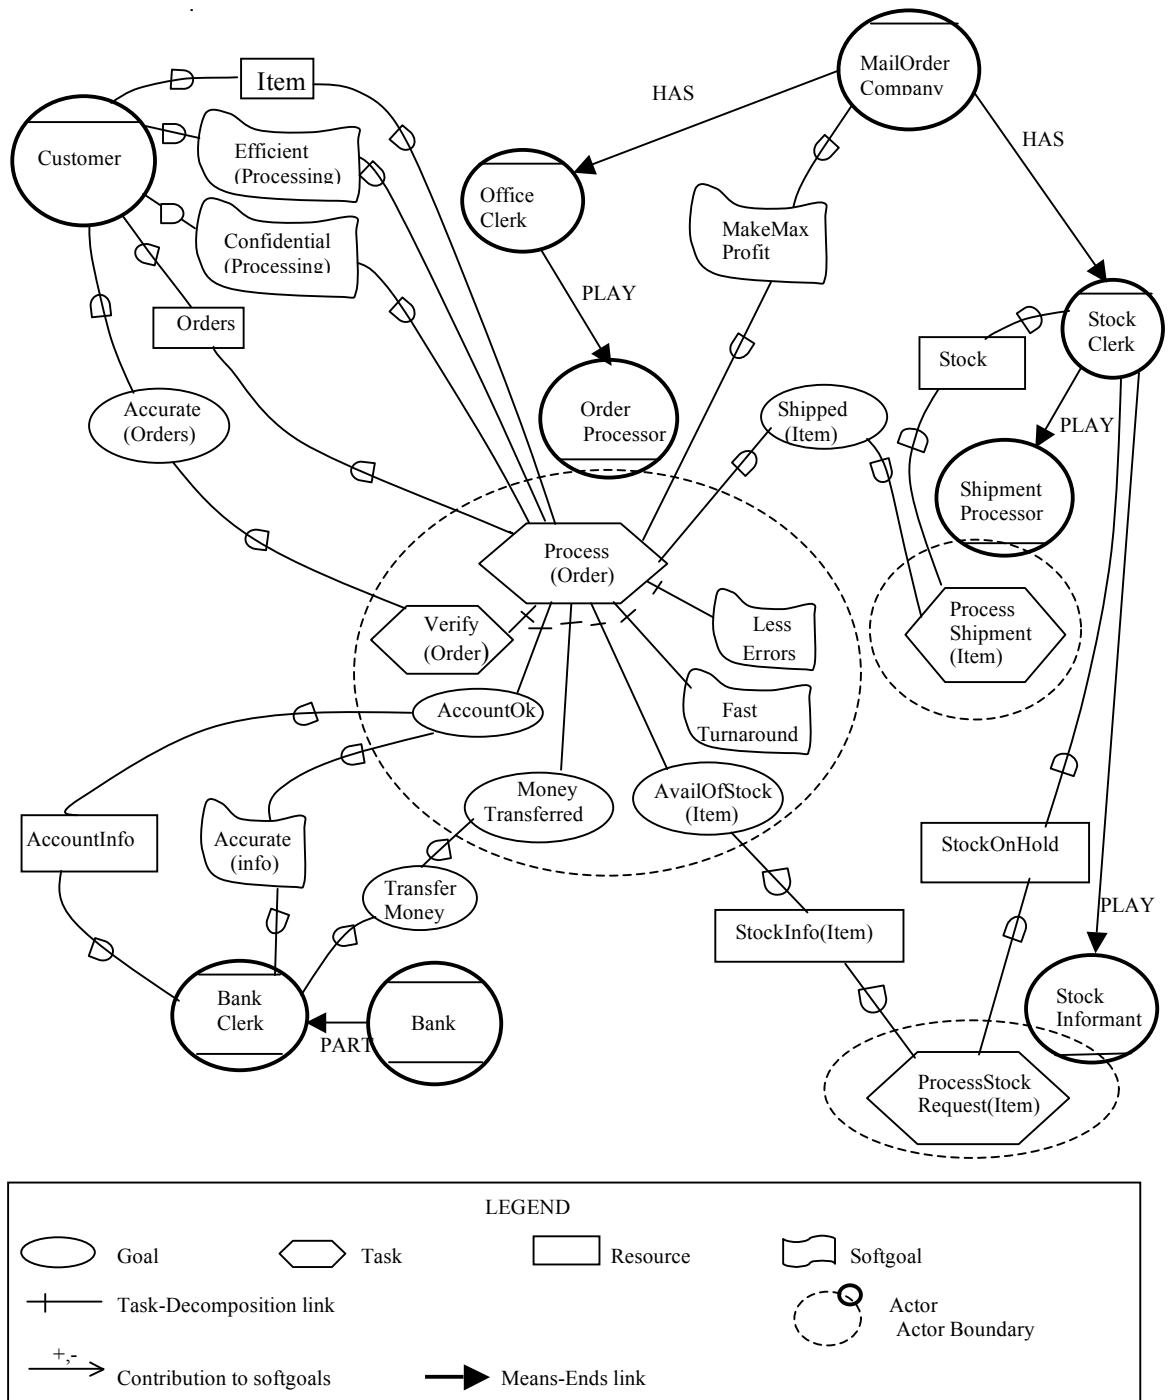 MailOrder
Company
HAS
HAS
Item
Customer
Efficient
(Processing)
Office
Clerk
MakeMax
Profit
Confidential
(Processing)
PLAY
Orders
Stock
Clerk
Stock
Accurate
(Orders)
Order
Processor
Shipped
(Item)
PLAY
Shipment
Processor
Process
(Order)
Verify
(Order)
Less
Errors
Process
Shipment
(Item)
AccountOk
Fast
Turnaround
Money
Transferred
AvailOfStock
(Item)
AccountInfo
Accurate
(info)
StockOnHold
Transfer
Money
PLAY
StockInfo(Item)
Bank
Clerk
Bank
PART
Stock
Informant
ProcessStock
Request(Item)
LEGEND
Goal
Task
Resource
Softgoal
Task-Decomposition link
Actor
Actor Boundary
+,-
Contribution to softgoals
Means-Ends link